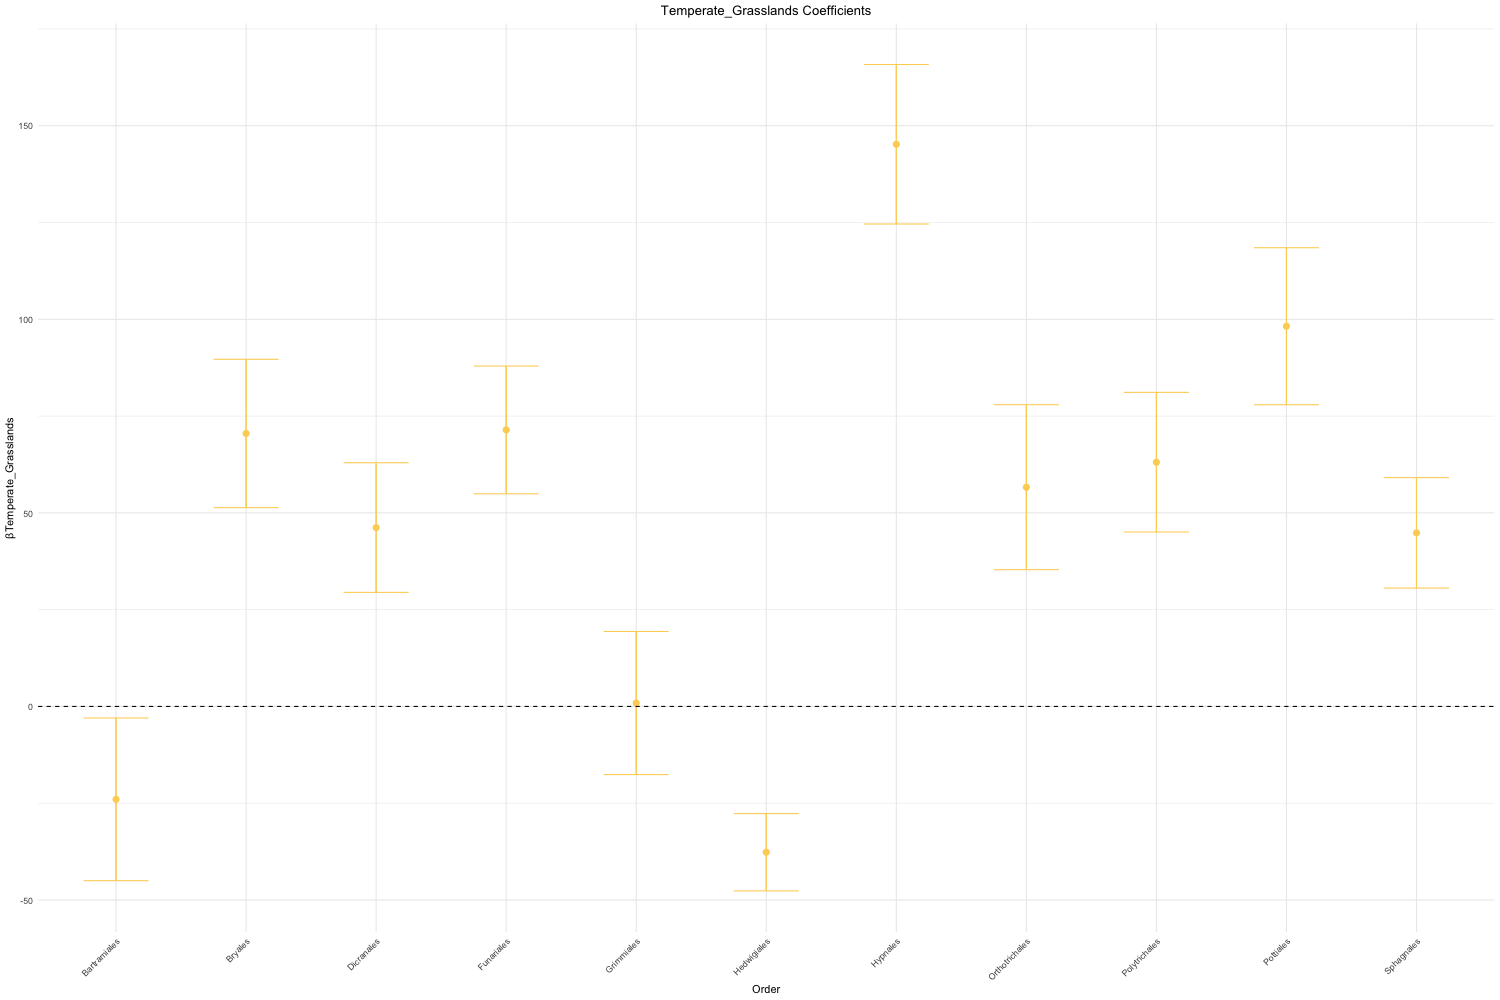 Temperate_Grasslands Coefficients
βTemperate_Grasslands
150
100
50
0
-50
Bartramiales
Bryales
Dicranales
Funariales
Grimmiales
Hedwigiales
Hypnales
Orthotrichales
Polytrichales
Pottiales
Sphagnales
Order